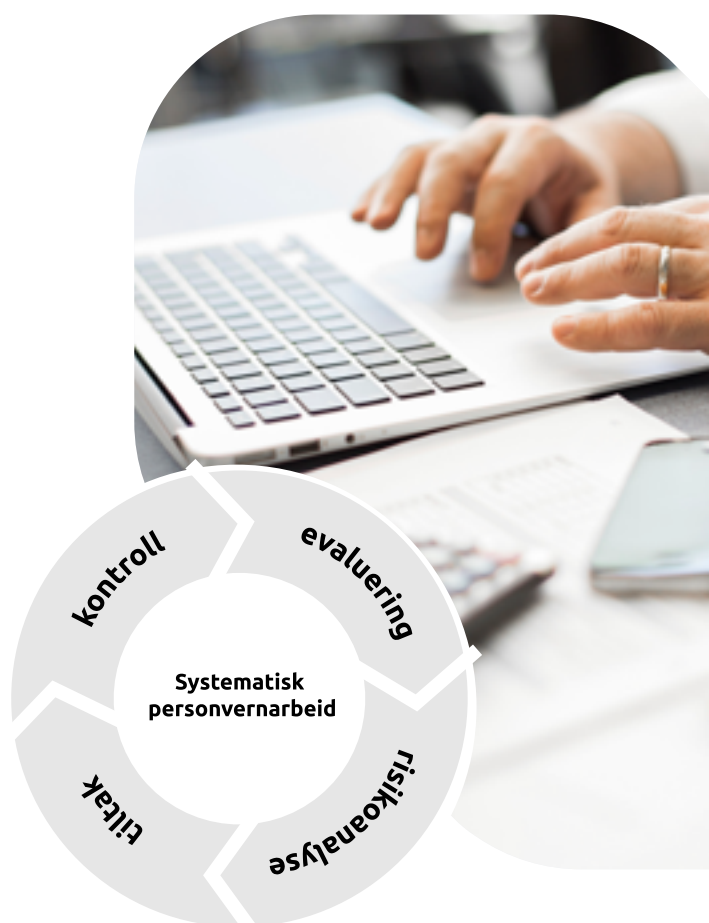 kontroll
evaluering
Systematisk
personvernarbeid
tiltak
risikoanalyse